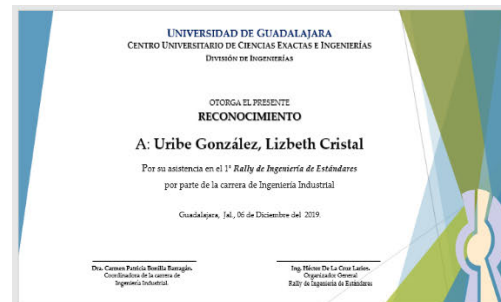 UNIVERSIDAD DE GUADALAJARA
CENTRO UNIVERSITARIO DE CIENCIAS EXACTAS E INGENIERÍAS
DIVISIÓN DE INGENIERÍAS
OTORGA EL PRESENTE
RECONOCIMIENTO
A: Uribe González, Lizbeth Cristal
Por su asistencia en el 1° Rally de Ingeniería de Estándares
por parte de la carrera de Ingeniería Industrial
Guadalajara, Jal., 06 de Diciembre del 2019.
Dra. Carmen Patricia Bonilla Barragán.
Coordinadora de la carrera de
Ingeniería Industrial.
Ing. Héctor De La Cruz Larios.
Organizador General
Rally de Ingeniería de Estándares